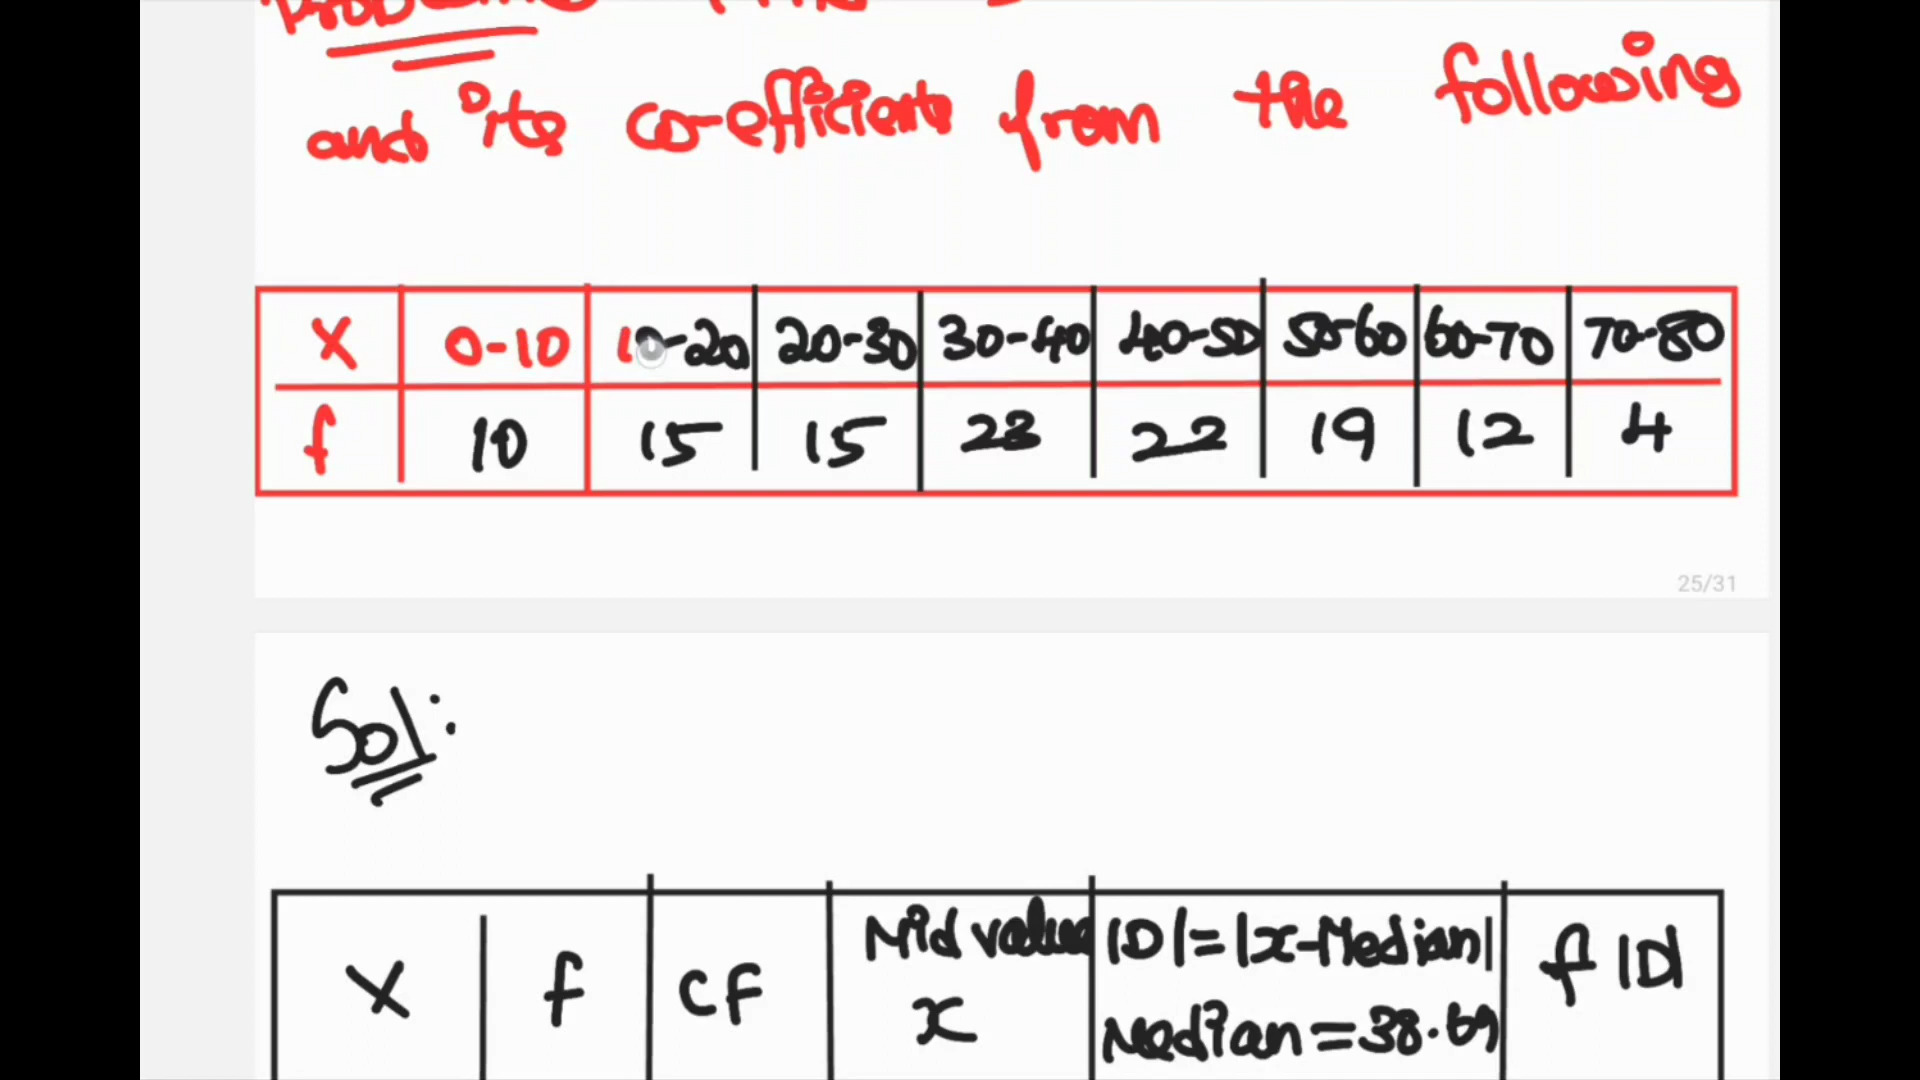 and its co-efficient from the following
X 0-10 10-20 20-30 30-40 40-50 50-60 60-70 70-80
f 10 15 15 23 22 19 12 4
25/31
Sol:
X f CF Mid value x |D|=|x-Median| Median=38.69 f |D|